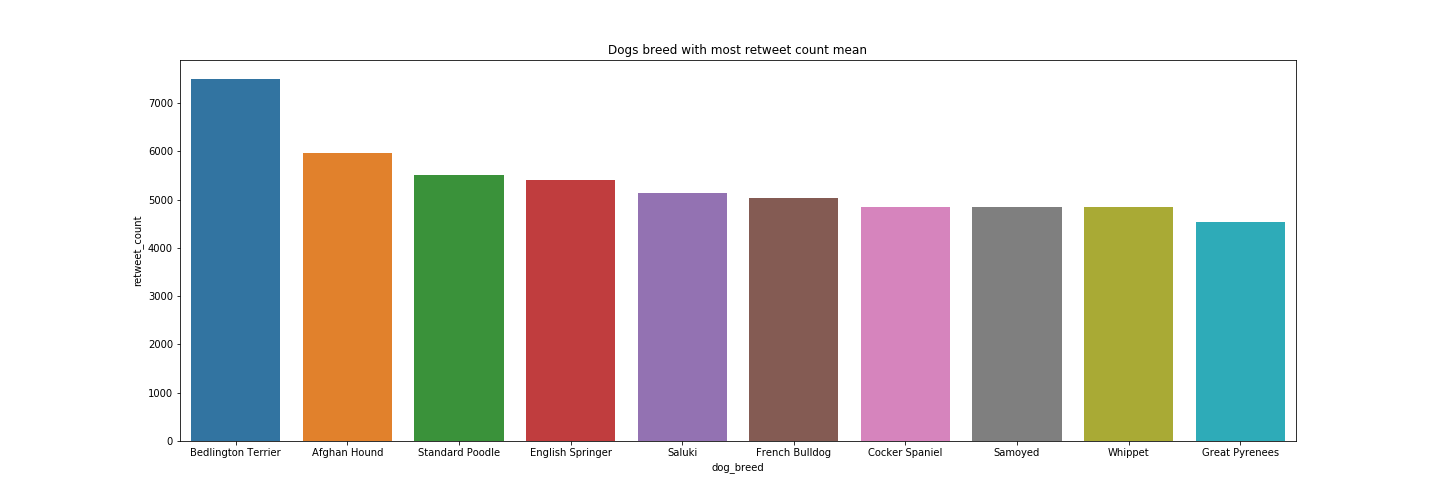 Dogs breed with most retweet count mean
7000
6000
5000
4000
3000
2000
1000
0
retweet_count
Bedlington Terrier Afghan Hound Standard Poodle English Springer Saluki French Bulldog Cocker Spaniel Samoyed Whippet Great Pyrenees
dog_breed